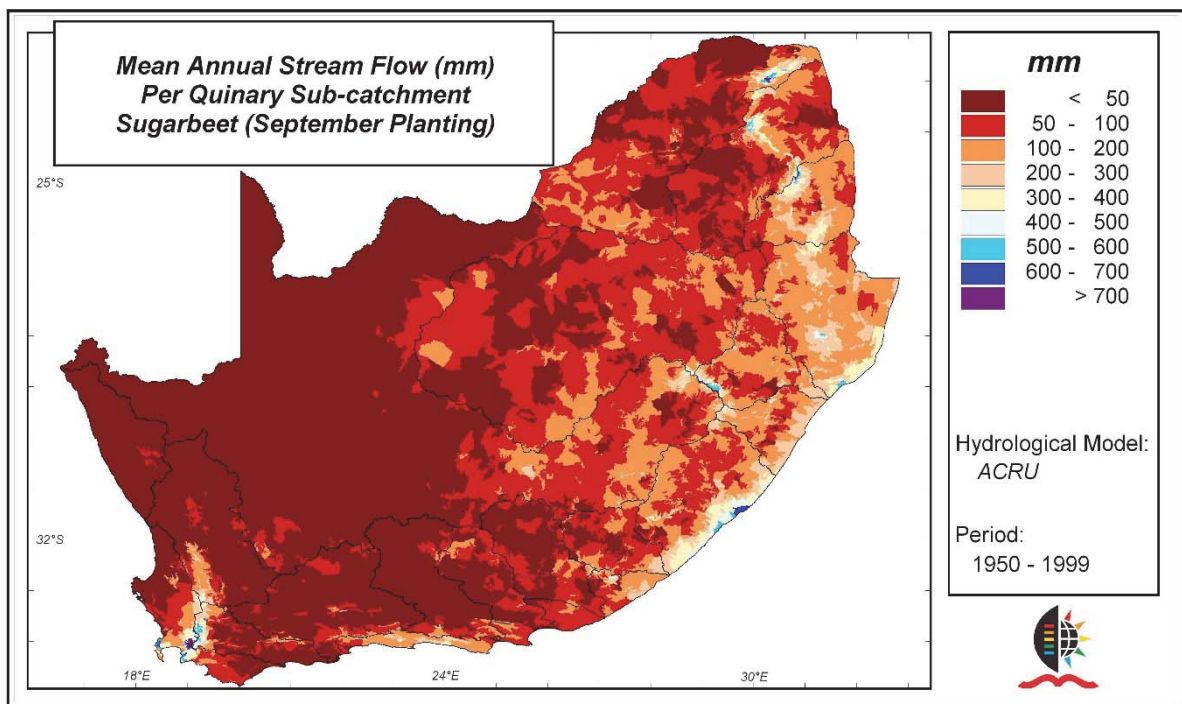 Mean Annual Stream Flow (mm)
Per Quinary Sub-catchment
Sugarbeet (September Planting)
25°S
32°S
18°E
24°E
30°E
mm
< 50
50 - 100
100 - 200
200 - 300
300 - 400
400 - 500
500 - 600
600 - 700
> 700
Hydrological Model:
ACRU
Period:
1950 - 1999